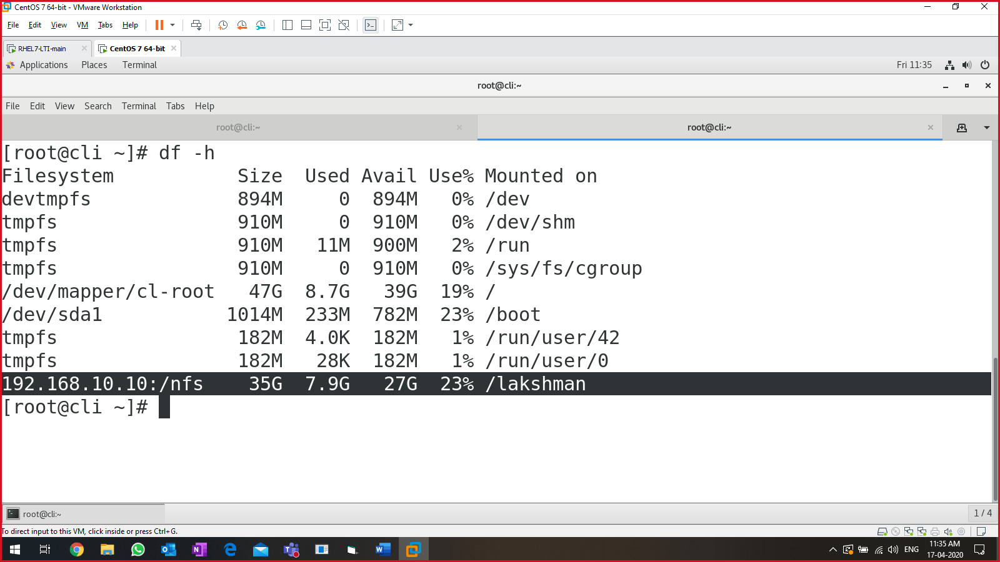 CentOS 7 64-bit - VMware Workstation
File Edit View VM Tabs Help
RHEL7-LTI-main CentOS 7 64-bit
Applications Places Terminal Fri 11:35
root@cli:~
File Edit View Search Terminal Tabs Help
root@cli:~ root@cli:~
[root@cli ~]# df -h
Filesystem Size Used Avail Use% Mounted on
devtmpfs 894M 0 894M 0% /dev
tmpfs 910M 0 910M 0% /dev/shm
tmpfs 910M 11M 900M 2% /run
tmpfs 910M 0 910M 0% /sys/fs/cgroup
/dev/mapper/cl-root 47G 8.7G 39G 19% /
/dev/sda1 1014M 233M 782M 23% /boot
tmpfs 182M 4.0K 182M 1% /run/user/42
tmpfs 182M 28K 182M 1% /run/user/0
192.168.10.10:/nfs 35G 7.9G 27G 23% /lakshman
[root@cli ~]#
root@cli:~ 1 / 4
To direct input to this VM, click inside or press Ctrl+G.
ENG 11:35 AM
17-04-2020